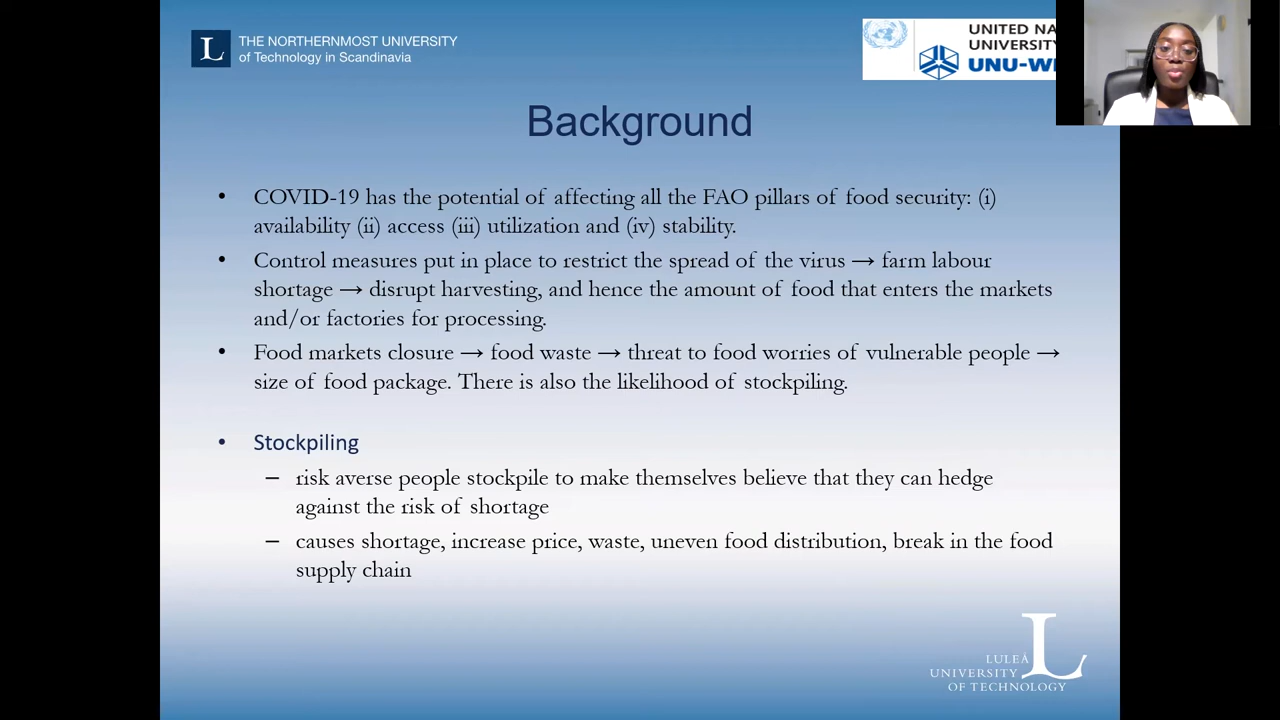 L THE NORTHERNMOST UNIVERSITY
of Technology in Scandinavia
UNITED NA
UNIVERSITY
UNU-WI
Background
• COVID-19 has the potential of affecting all the FAO pillars of food security: (i)
availability (ii) access (iii) utilization and (iv) stability.
• Control measures put in place to restrict the spread of the virus → farm labour
shortage → disrupt harvesting, and hence the amount of food that enters the markets
and/or factories for processing.
• Food markets closure → food waste → threat to food worries of vulnerable people →
size of food package. There is also the likelihood of stockpiling.
• Stockpiling
– risk averse people stockpile to make themselves believe that they can hedge
against the risk of shortage
– causes shortage, increase price, waste, uneven food distribution, break in the food
supply chain
L
LULEÅ
UNIVERSITY
OF TECHNOLOGY